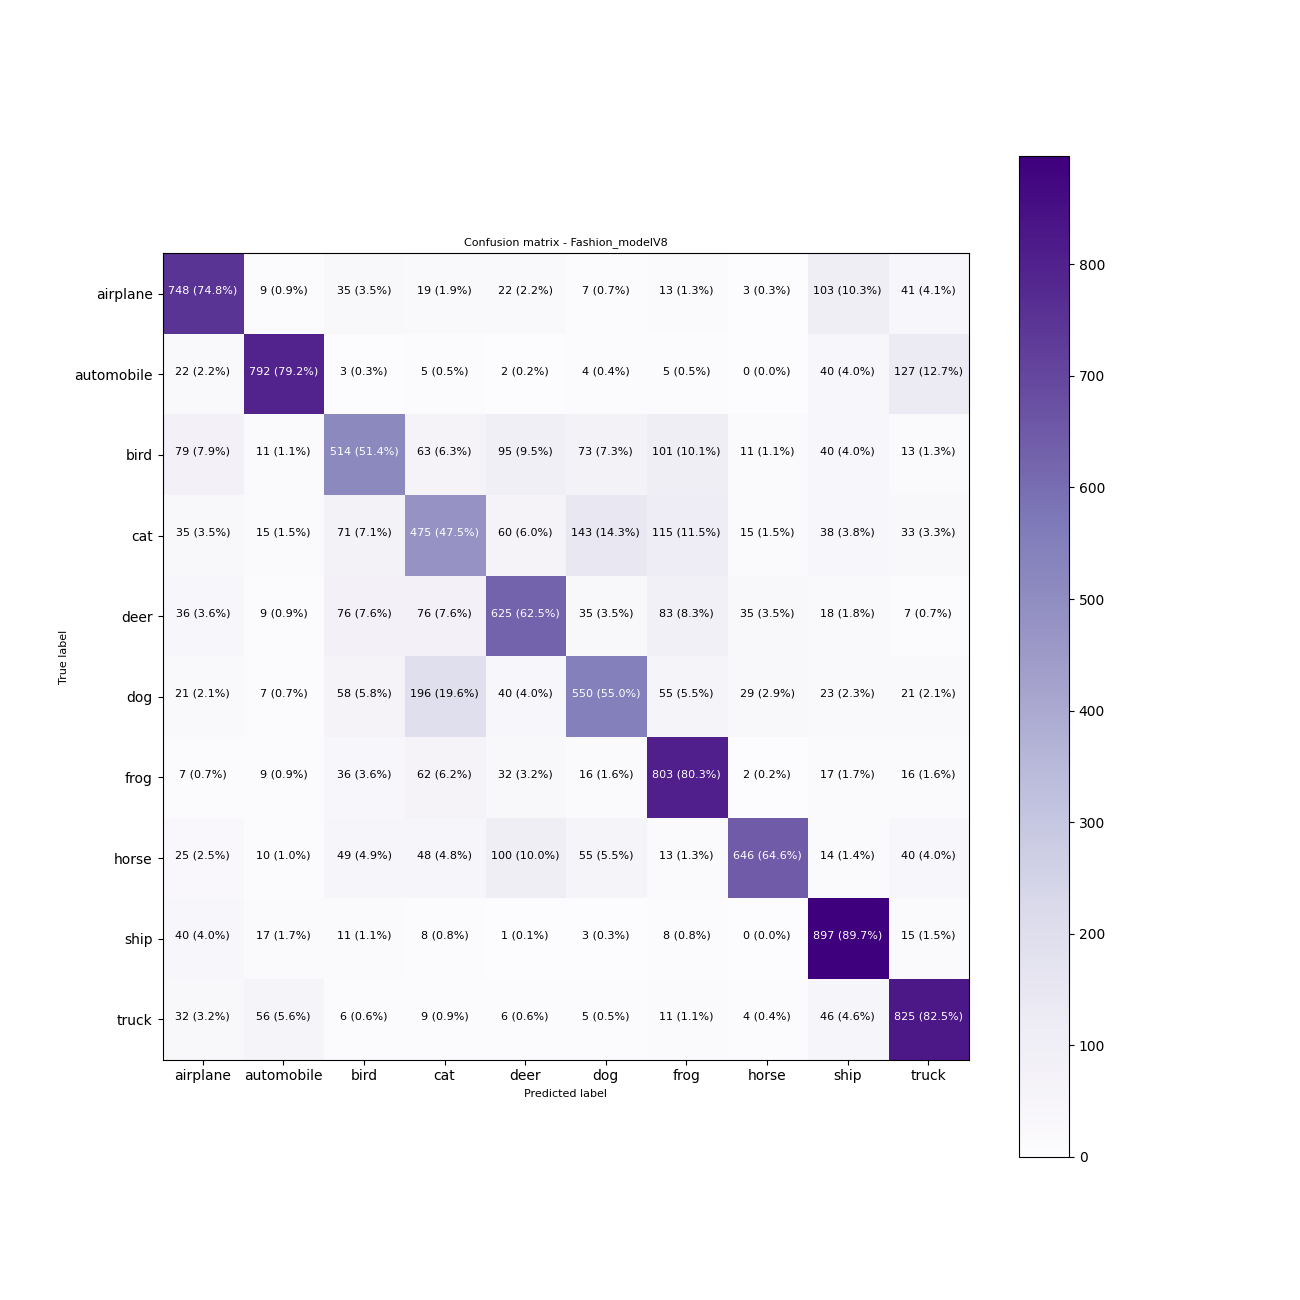 Confusion matrix - Fashion_modelV8
airplane 748 (74.8%) 9 (0.9%) 35 (3.5%) 19 (1.9%) 22 (2.2%) 7 (0.7%) 13 (1.3%) 3 (0.3%) 103 (10.3%) 41 (4.1%)
automobile 22 (2.2%) 792 (79.2%) 3 (0.3%) 5 (0.5%) 2 (0.2%) 4 (0.4%) 5 (0.5%) 0 (0.0%) 40 (4.0%) 127 (12.7%)
bird 79 (7.9%) 11 (1.1%) 514 (51.4%) 63 (6.3%) 95 (9.5%) 73 (7.3%) 101 (10.1%) 11 (1.1%) 40 (4.0%) 13 (1.3%)
cat 35 (3.5%) 15 (1.5%) 71 (7.1%) 475 (47.5%) 60 (6.0%) 143 (14.3%) 115 (11.5%) 15 (1.5%) 38 (3.8%) 33 (3.3%)
deer 36 (3.6%) 9 (0.9%) 76 (7.6%) 76 (7.6%) 625 (62.5%) 35 (3.5%) 83 (8.3%) 35 (3.5%) 18 (1.8%) 7 (0.7%)
dog 21 (2.1%) 7 (0.7%) 58 (5.8%) 196 (19.6%) 40 (4.0%) 550 (55.0%) 55 (5.5%) 29 (2.9%) 23 (2.3%) 21 (2.1%)
frog 7 (0.7%) 9 (0.9%) 36 (3.6%) 62 (6.2%) 32 (3.2%) 16 (1.6%) 803 (80.3%) 2 (0.2%) 17 (1.7%) 16 (1.6%)
horse 25 (2.5%) 10 (1.0%) 49 (4.9%) 48 (4.8%) 100 (10.0%) 55 (5.5%) 13 (1.3%) 646 (64.6%) 14 (1.4%) 40 (4.0%)
ship 40 (4.0%) 17 (1.7%) 11 (1.1%) 8 (0.8%) 1 (0.1%) 3 (0.3%) 8 (0.8%) 0 (0.0%) 897 (89.7%) 15 (1.5%)
truck 32 (3.2%) 56 (5.6%) 6 (0.6%) 9 (0.9%) 6 (0.6%) 5 (0.5%) 11 (1.1%) 4 (0.4%) 46 (4.6%) 825 (82.5%)
airplane automobile bird cat deer dog frog horse ship truck
Predicted label
True label
800
700
600
500
400
300
200
100
0